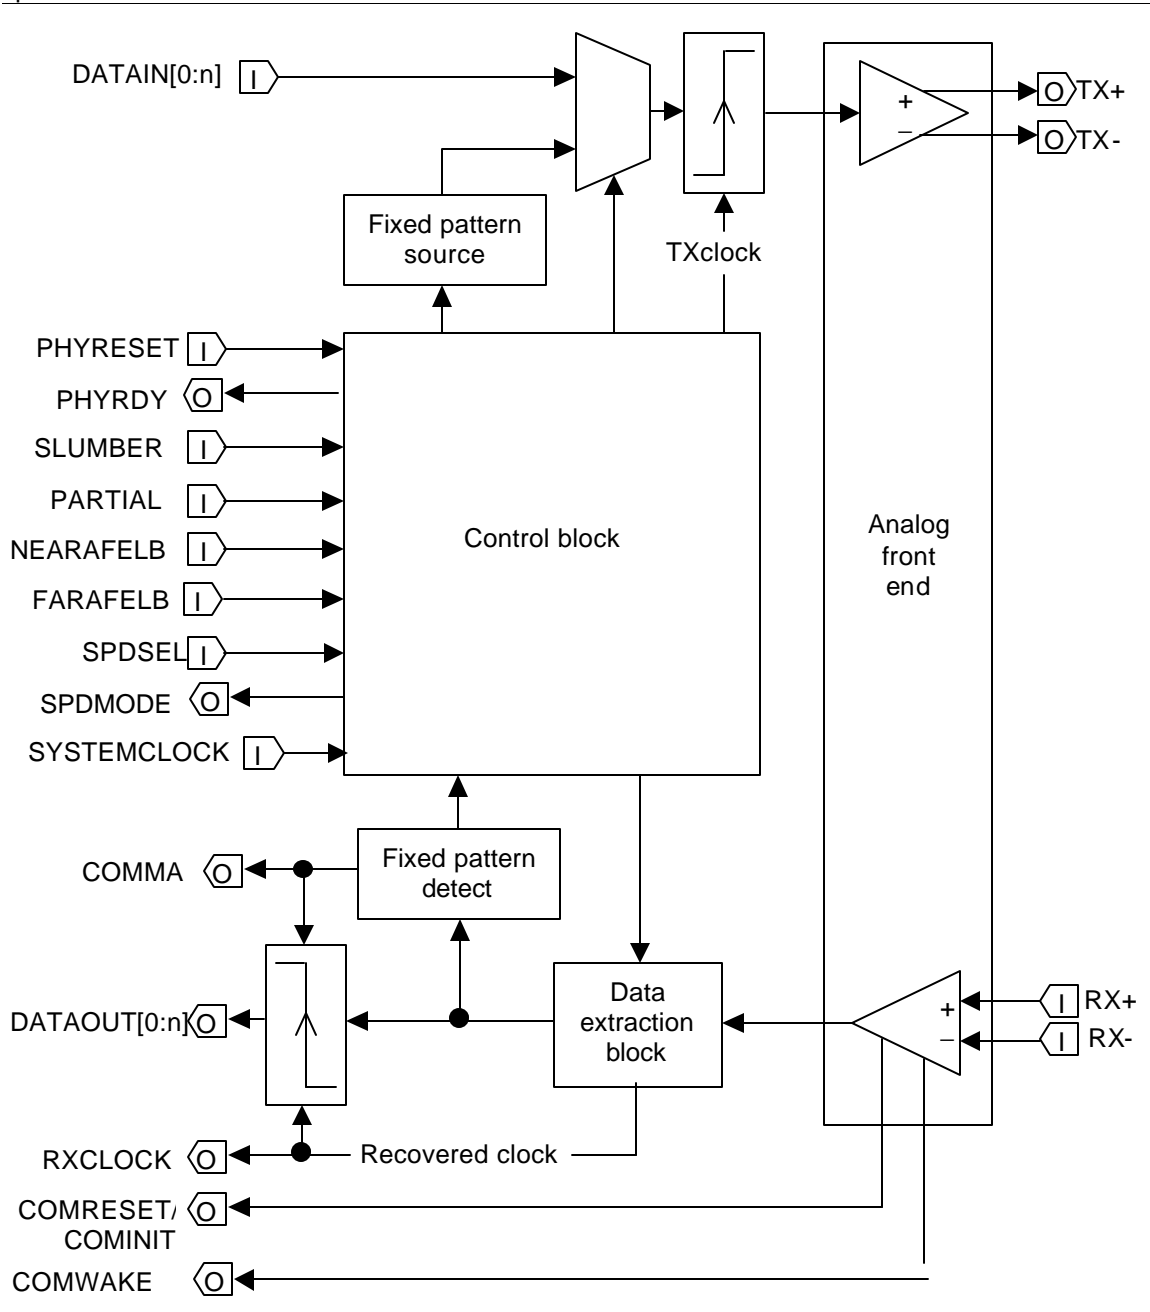 DATAIN[0:n] I
+
−
O TX+
O TX-
Fixed pattern
source
TXclock
PHYRESET I
PHYRDY O
SLUMBER I
PARTIAL I
NEARAFELB I
FARAFELB I
SPDSEL I
SPDMODE O
SYSTEMCLOCK I
Control block
Analog
front
end
COMMA O
Fixed pattern
detect
DATAOUT[0:n] O
Data
extraction
block
+
−
I RX+
I RX-
RXCLOCK O
Recovered clock
COMRESET/ O
COMINIT
COMWAKE O